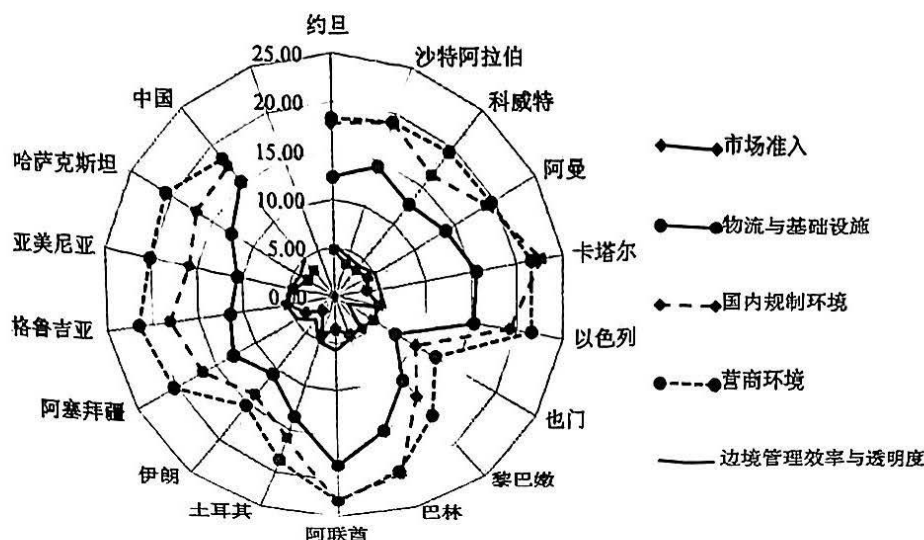 约旦
沙特阿拉伯
科威特
阿曼
卡塔尔
以色列
也门
黎巴嫩
巴林
阿联酋
土耳其
伊朗
阿塞拜疆
格鲁吉亚
亚美尼亚
哈萨克斯坦
中国
25.00
20.00
15.00
10.00
5.00
市场准入
物流与基础设施
国内规制环境
营商环境
边境管理效率与透明度